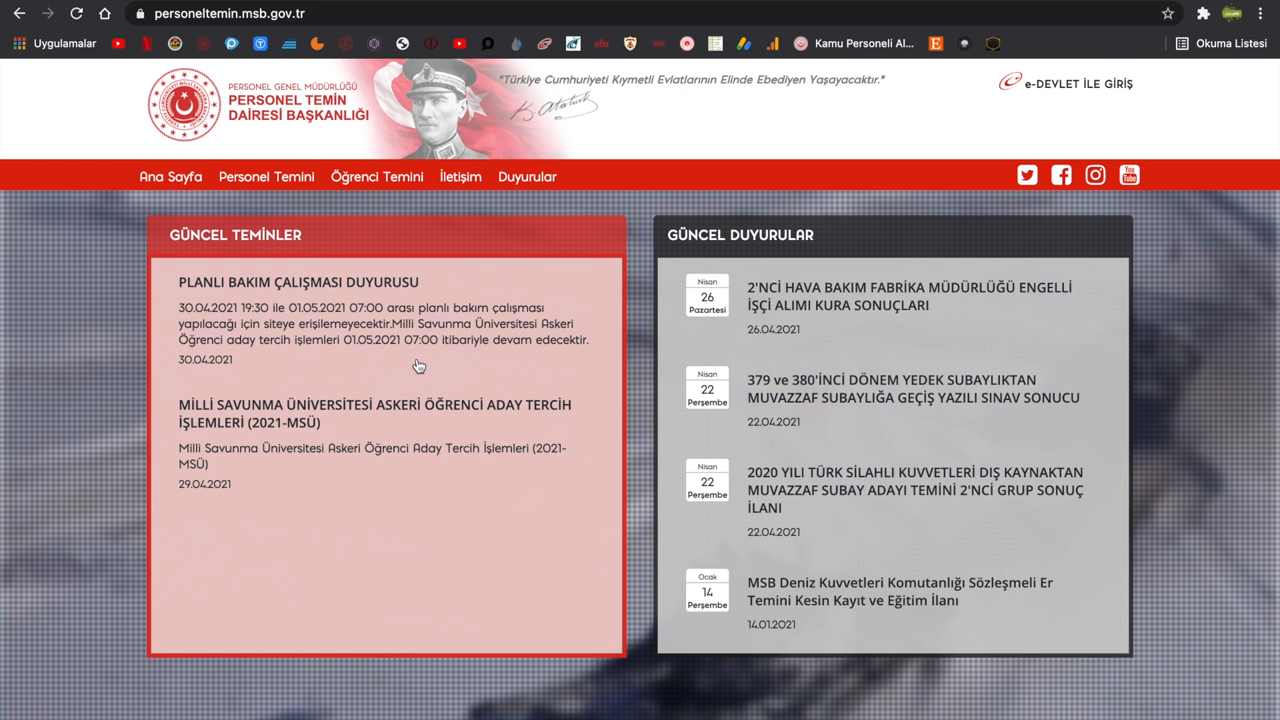 personeltemin.msb.gov.tr
Uygulamalar
Kamu Personeli Al...
Okuma Listesi
PERSONEL GENEL MÜDÜRLÜĞÜ
PERSONEL TEMİN
DAİRESİ BAŞKANLIĞI
"Türkiye Cumhuriyeti Kıymetli Evlatlarının Elinde Ebediyen Yaşayacaktır."
K. Atatürk
e-DEVLET İLE GİRİŞ
Ana Sayfa
Personel Temini
Öğrenci Temini
İletişim
Duyurular
You
Tube
GÜNCEL TEMİNLER
PLANLI BAKIM ÇALIŞMASI DUYURUSU
30.04.2021 19:30 ile 01.05.2021 07:00 arası planlı bakım çalışması
yapılacağı için siteye erişilemeyecektir.Milli Savunma Üniversitesi Askeri
Öğrenci aday tercih işlemleri 01.05.2021 07:00 itibariyle devam edecektir.
30.04.2021
MİLLİ SAVUNMA ÜNİVERSİTESİ ASKERİ ÖĞRENCİ ADAY TERCİH
İŞLEMLERİ (2021-MSÜ)
Milli Savunma Üniversitesi Askeri Öğrenci Aday Tercih İşlemleri (2021-
MSÜ)
29.04.2021
GÜNCEL DUYURULAR
Nisan
26
Pazartesi
2'NCİ HAVA BAKIM FABRİKA MÜDÜRLÜĞÜ ENGELLİ
İŞÇİ ALIMI KURA SONUÇLARI
26.04.2021
Nisan
22
Perşembe
379 ve 380'İNCİ DÖNEM YEDEK SUBAYLIKTAN
MUVAZZAF SUBAYLIĞA GEÇİŞ YAZILI SINAV SONUCU
22.04.2021
Nisan
22
Perşembe
2020 YILI TÜRK SİLAHLI KUVVETLERİ DIŞ KAYNAKTAN
MUVAZZAF SUBAY ADAYI TEMİNİ 2'NCİ GRUP SONUÇ
İLANI
22.04.2021
Ocak
14
Perşembe
MSB Deniz Kuvvetleri Komutanlığı Sözleşmeli Er
Temini Kesin Kayıt ve Eğitim İlanı
14.01.2021